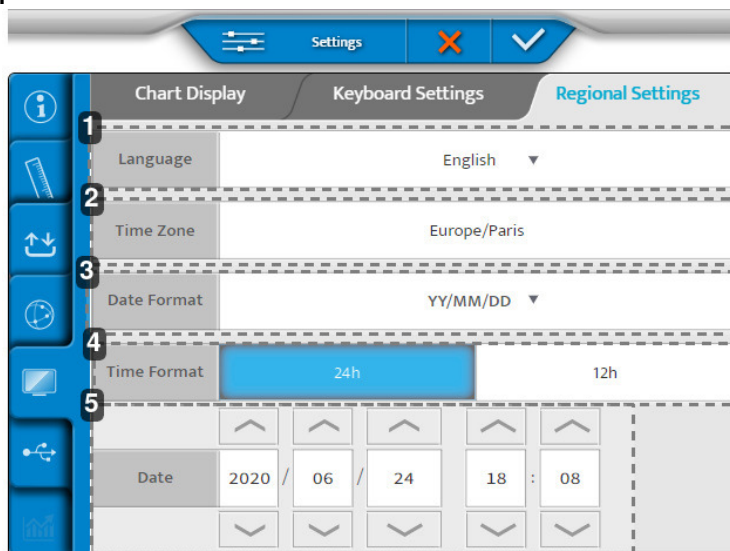 Settings
Chart Display Keyboard Settings Regional Settings
1
Language English ▼
2
Time Zone Europe/Paris
3
Date Format YY/MM/DD ▼
4
Time Format 24h 12h
5
Date 2020 / 06 / 24 18 : 08